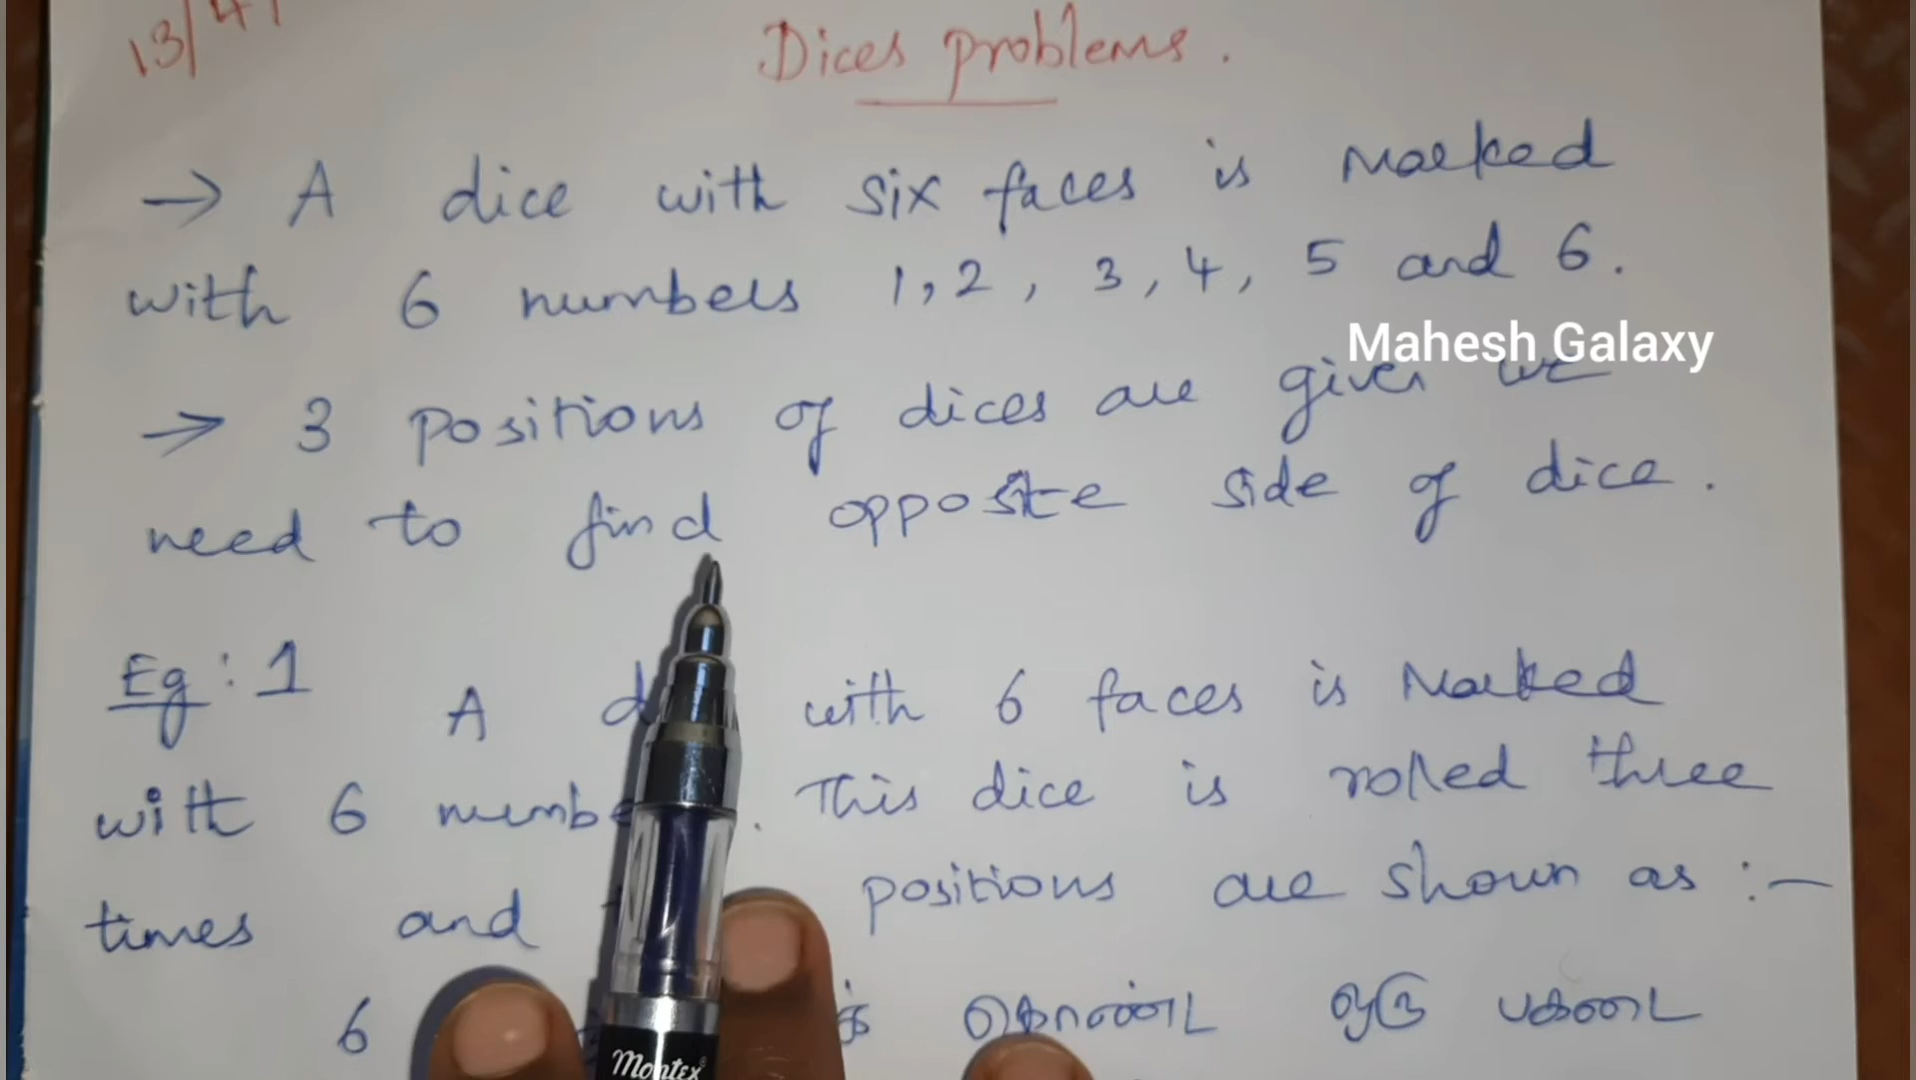 13/4/
Dices problems.
→ A dice with six faces is Marked
with 6 numbers 1,2, 3, 4, 5 and 6.
Mahesh Galaxy
→ 3 positions of dices are given we
need to find opposite side of dice.
Eg: 1 A with 6 faces is Marked
with 6 . This dice is rolled three
times and positions are shown as :-
6 கொண்ட ஒரு பகடை
Montex